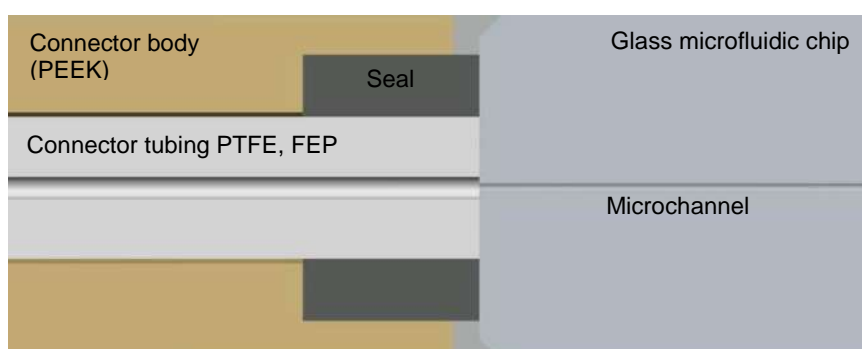 Connector body
(PEEK)
Glass microfluidic chip
Seal
Connector tubing PTFE, FEP
Microchannel